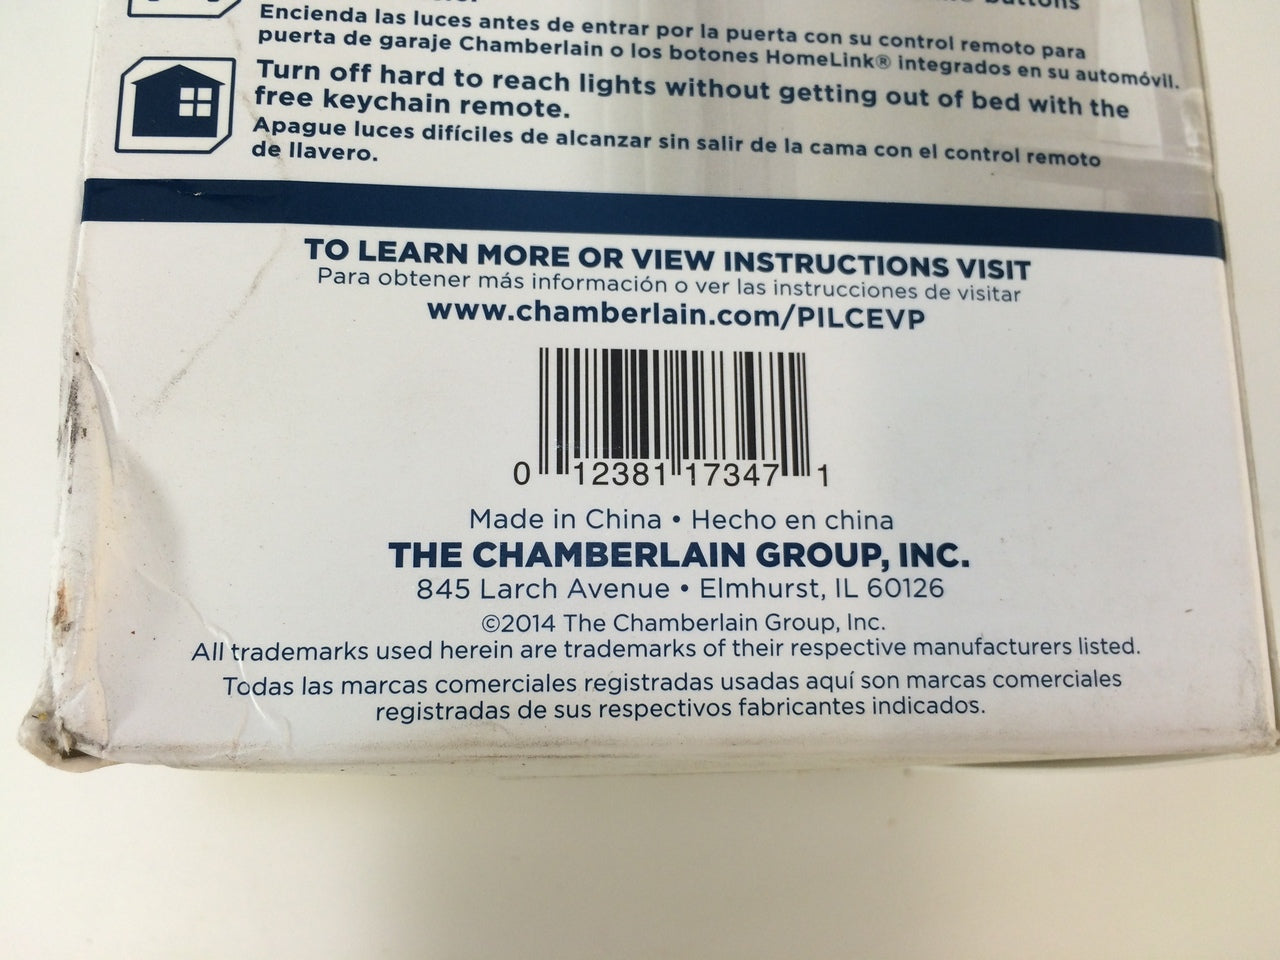 buttons
Encienda las luces antes de entrar por la puerta con su control remoto para
puerta de garaje Chamberlain o los botones HomeLink® integrados en su automóvil.
Turn off hard to reach lights without getting out of bed with the
free keychain remote.
Apague luces difíciles de alcanzar sin salir de la cama con el control remoto
de llavero.
TO LEARN MORE OR VIEW INSTRUCTIONS VISIT
Para obtener más información o ver las instrucciones de visitar
www.chamberlain.com/PILCEVP
0 12381 17347 1
Made in China • Hecho en china
THE CHAMBERLAIN GROUP, INC.
845 Larch Avenue • Elmhurst, IL 60126
©2014 The Chamberlain Group, Inc.
All trademarks used herein are trademarks of their respective manufacturers listed.
Todas las marcas comerciales registradas usadas aquí son marcas comerciales
registradas de sus respectivos fabricantes indicados.